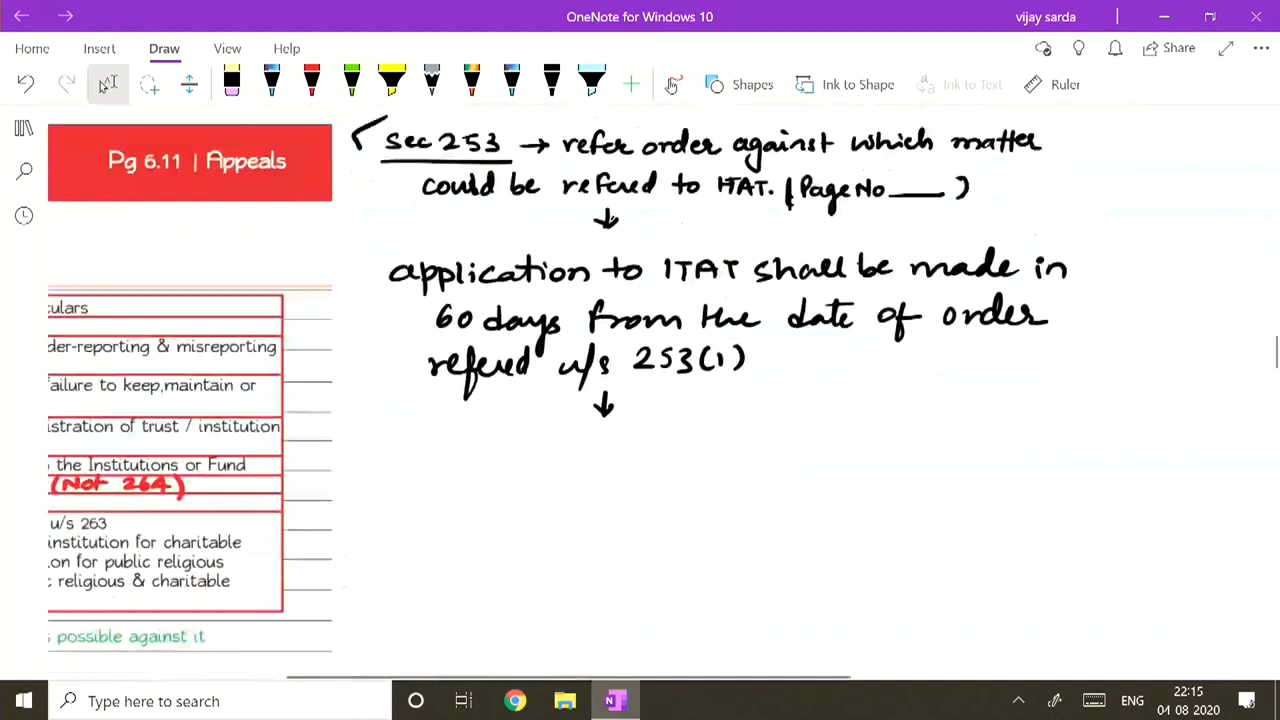 OneNote for Windows 10
vijay sarda
Home
Insert
Draw
View
Help
Share
Shapes
Ink to Shape
Ink to Text
Ruler
Pg 6.11 | Appeals
culars
der-reporting & misreporting
ailure to keep,maintain or
istration of trust / institution
the Institutions or Fund
(Not 264)
u/s 263
institution for charitable
on for public religious
c religious & charitable
possible against it
Sec 253 → refer order against which matter
could be refered to ITAT. (Page No ___ )
↓
application to ITAT shall be made in
60 days from the date of order
refered u/s 253(1)
↓
Type here to search
ENG
22:15
04-08-2020